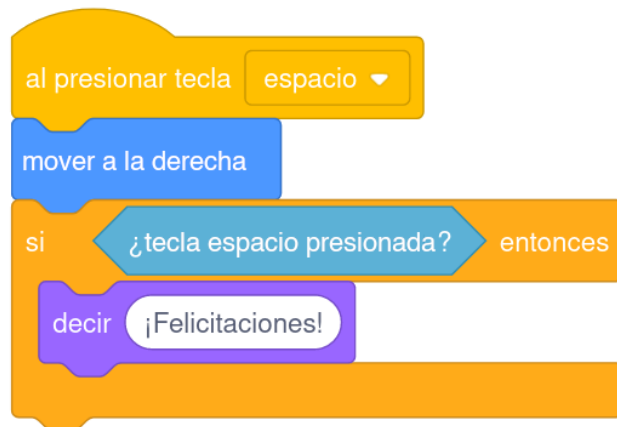 al presionar tecla espacio
mover a la derecha
si ¿tecla espacio presionada? entonces
decir ¡Felicitaciones!